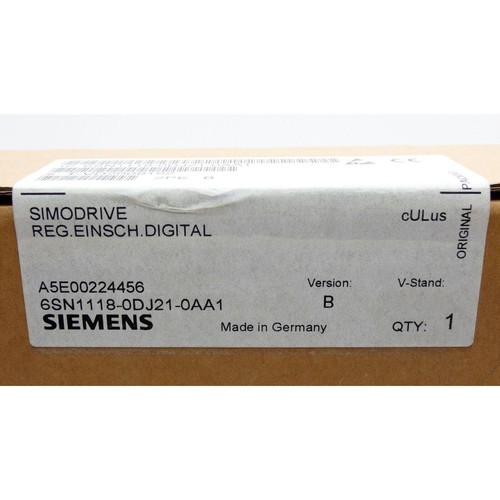 SIMODRIVE
REG.EINSCH.DIGITAL
cULus
ORIGINAL
A5E00224456
6SN1118-0DJ21-0AA1
SIEMENS
Made in Germany
Version:
B
V-Stand:
QTY: 1